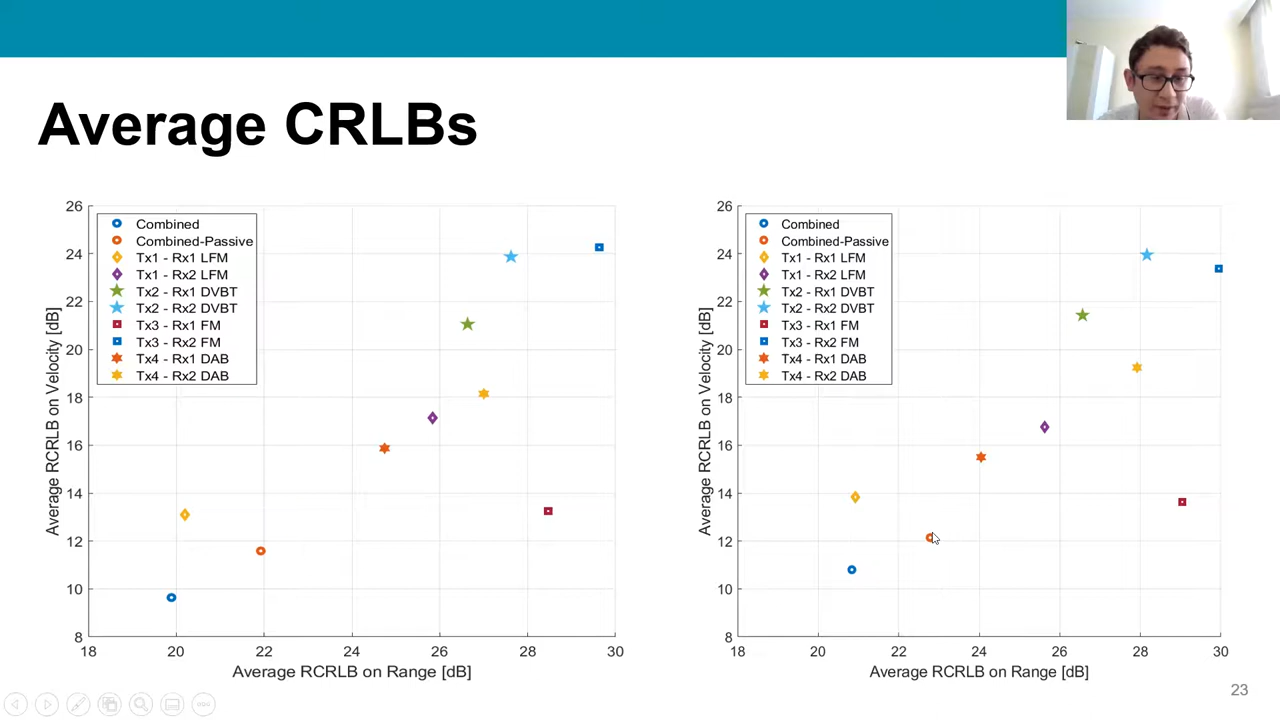 Average CRLBs
26
24
22
20
18
16
14
12
10
8
Average RCRLB on Velocity [dB]
Combined
Combined-Passive
Tx1 - Rx1 LFM
Tx1 - Rx2 LFM
Tx2 - Rx1 DVBT
Tx2 - Rx2 DVBT
Tx3 - Rx1 FM
Tx3 - Rx2 FM
Tx4 - Rx1 DAB
Tx4 - Rx2 DAB
18 20 22 24 26 28 30
Average RCRLB on Range [dB]
26
24
22
20
18
16
14
12
10
8
Average RCRLB on Velocity [dB]
Combined
Combined-Passive
Tx1 - Rx1 LFM
Tx1 - Rx2 LFM
Tx2 - Rx1 DVBT
Tx2 - Rx2 DVBT
Tx3 - Rx1 FM
Tx3 - Rx2 FM
Tx4 - Rx1 DAB
Tx4 - Rx2 DAB
18 20 22 24 26 28 30
Average RCRLB on Range [dB]
23